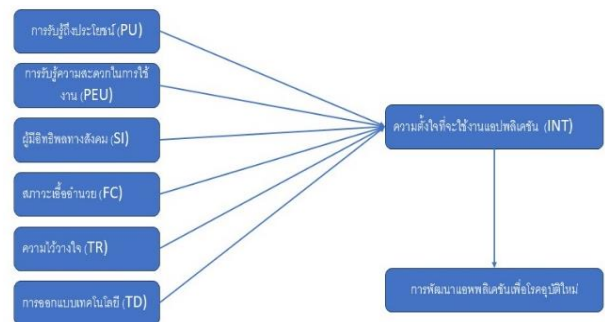 การรับรู้ถึงประโยชน์ (PU)
การรับรู้ความสะดวกในการใช้
งาน (PEU)
ผู้มีอิทธิพลทางสังคม (SI)
สภาวะเอื้ออำนวย (FC)
ความไว้วางใจ (TR)
การออกแบบเทคโนโลยี (TD)
ความตั้งใจที่จะใช้งานแอปพลิเคชัน (INT)
การพัฒนาแอพพลิเคชันเพื่อโรคอุบัติใหม่